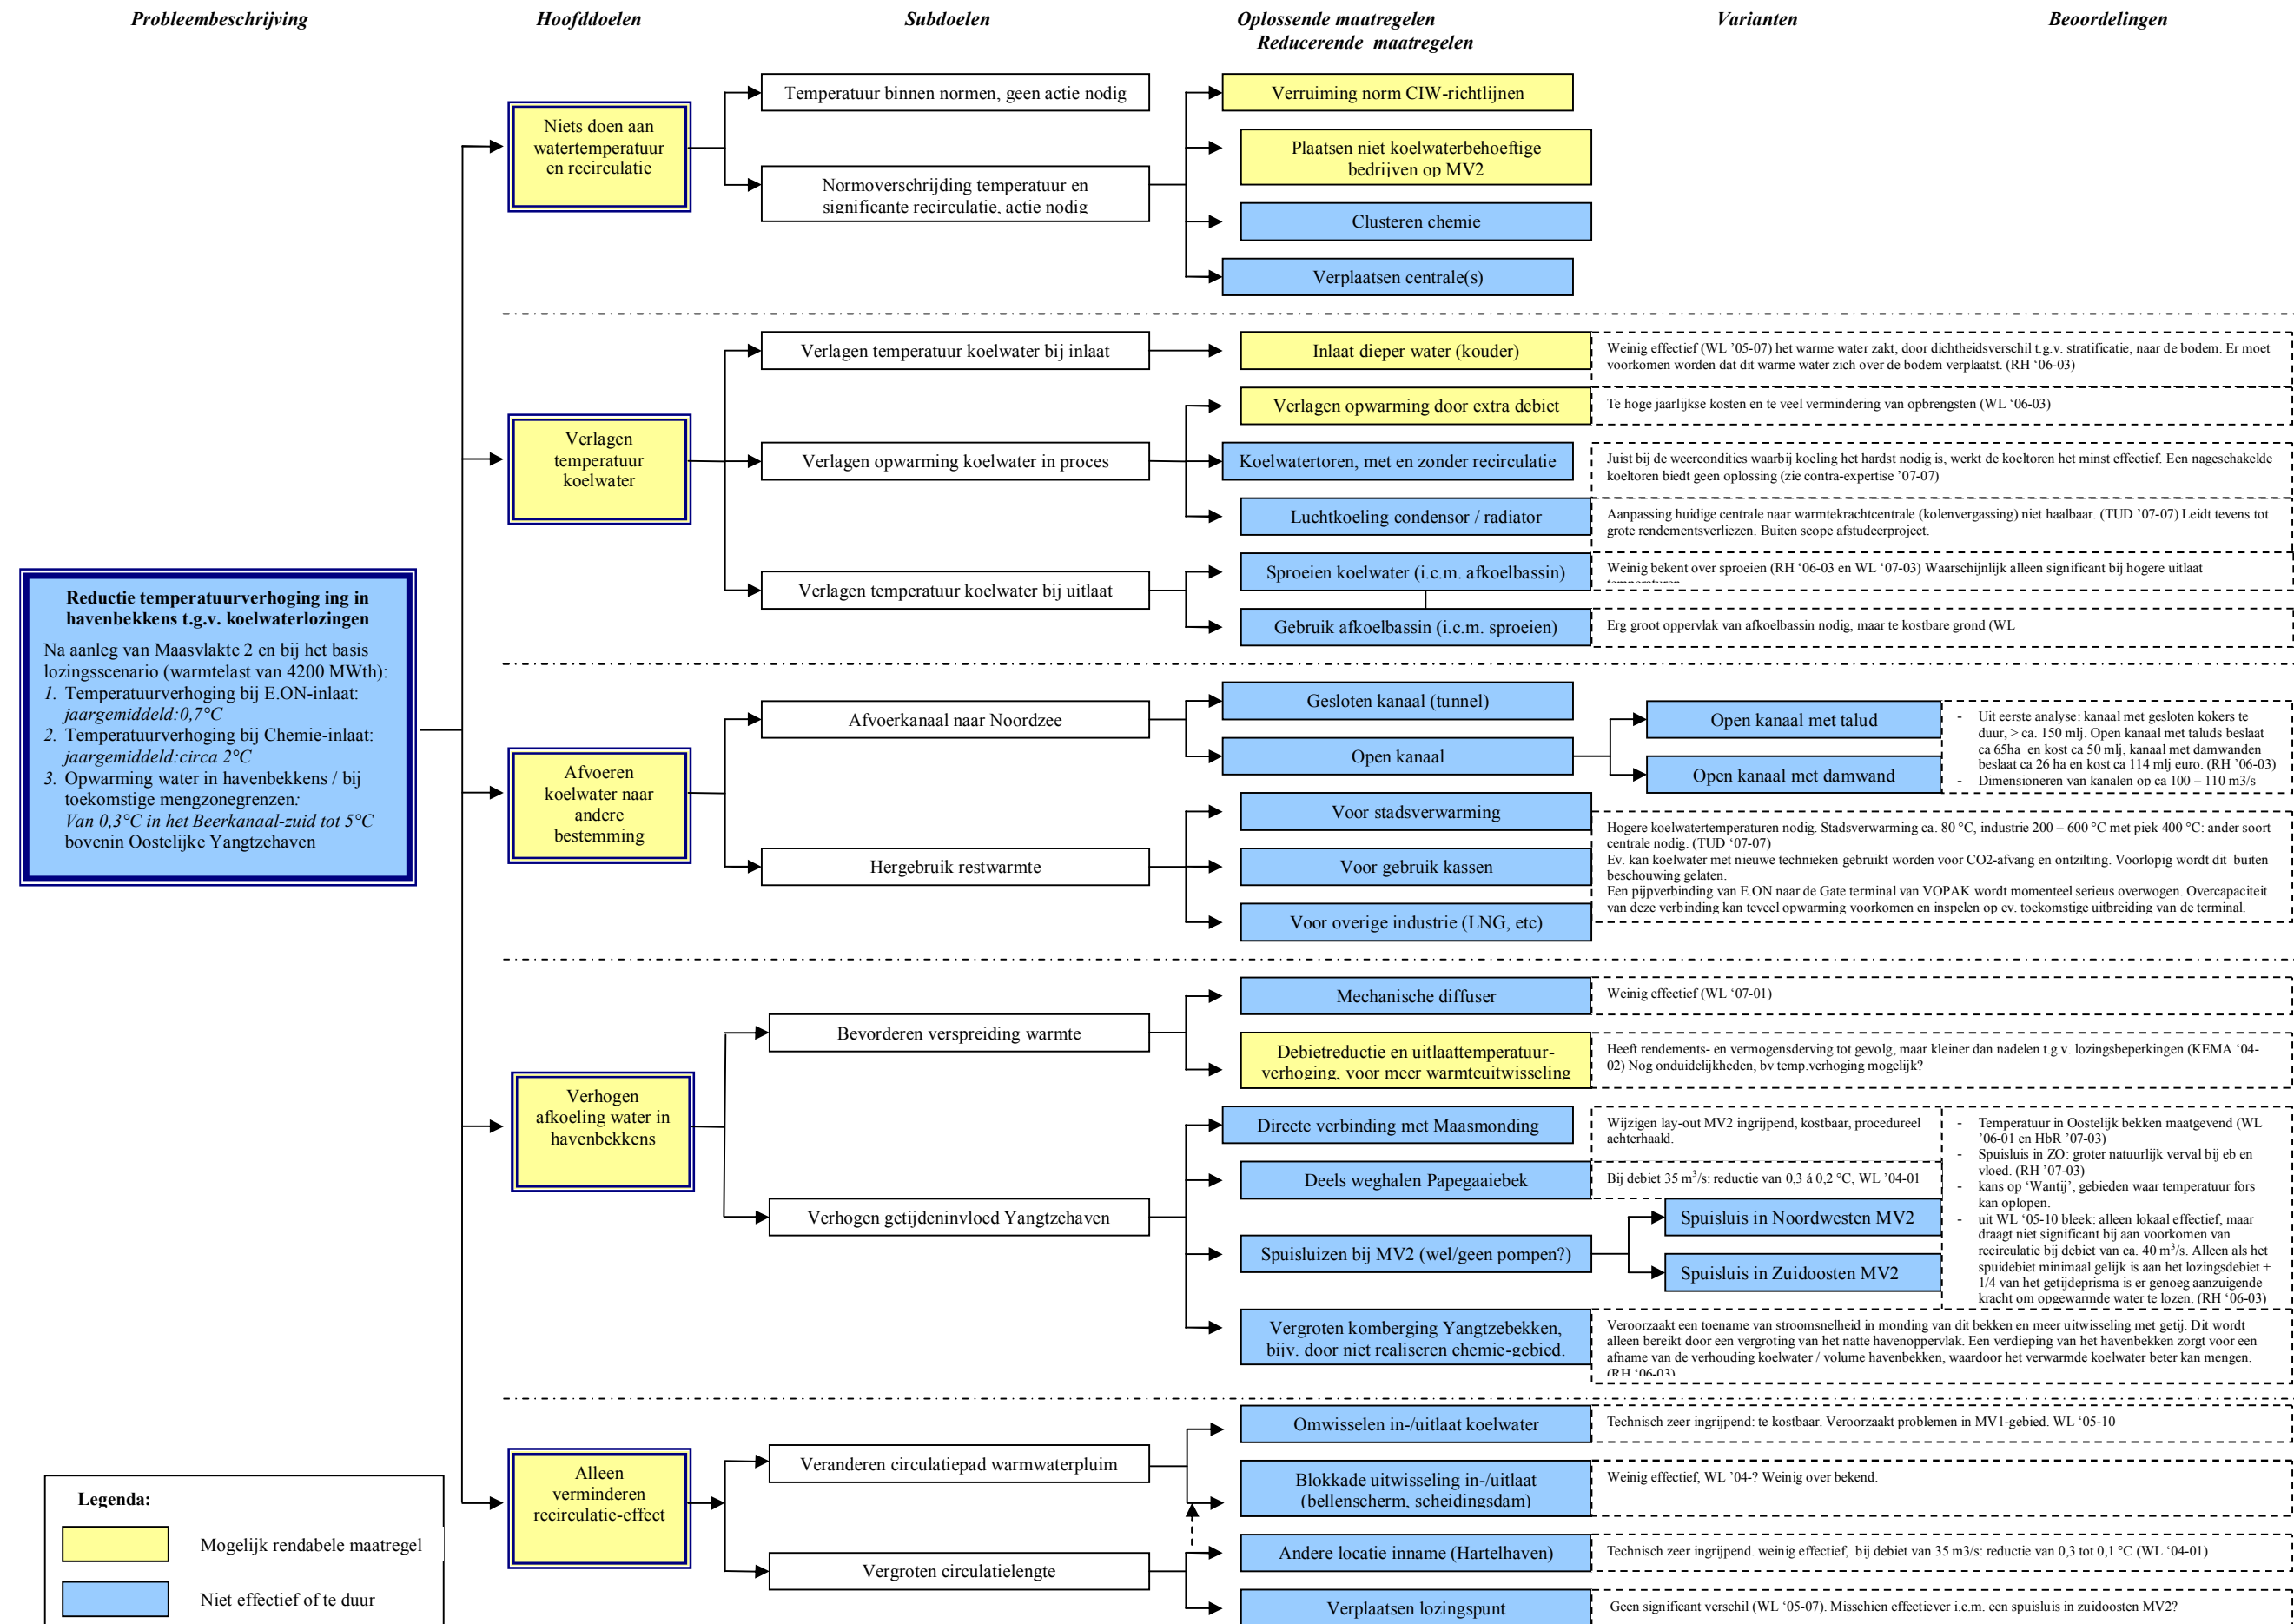 Probleembeschrijving
Hoofddoelen
Subdoelen
Oplossende maatregelen
Reducerende maatregelen
Varianten
Beoordelingen
Reductie temperatuurverhoging ing in
havenbekkens t.g.v. koelwaterlozingen
Na aanleg van Maasvlakte 2 en bij het basis
lozingsscenario (warmtelast van 4200 MWth):
1. Temperatuurverhoging bij E.ON-inlaat:
jaargemiddeld:0,7°C
2. Temperatuurverhoging bij Chemie-inlaat:
jaargemiddeld:circa 2°C
3. Opwarming water in havenbekkens / bij
toekomstige mengzonegrenzen:
Van 0,3°C in het Beerkanaal-zuid tot 5°C
bovenin Oostelijke Yangtzehaven
Niets doen aan
watertemperatuur
en recirculatie
Temperatuur binnen normen, geen actie nodig
Normoverschrijding temperatuur en
significante recirculatie, actie nodig
Verruiming norm CIW-richtlijnen
Plaatsen niet koelwaterbehoeftige
bedrijven op MV2
Clusteren chemie
Verplaatsen centrale(s)
Verlagen
temperatuur
koelwater
Verlagen temperatuur koelwater bij inlaat
Inlaat dieper water (kouder)
Weinig effectief (WL '05-07) het warme water zakt, door dichtheidsverschil t.g.v. stratificatie, naar de bodem. Er moet
voorkomen worden dat dit warme water zich over de bodem verplaatst. (RH '06-03)
Verlagen opwarming koelwater in proces
Verlagen opwarming door extra debiet
Te hoge jaarlijkse kosten en te veel vermindering van opbrengsten (WL '06-03)
Koelwatertoren, met en zonder recirculatie
Juist bij de weercondities waarbij koeling het hardst nodig is, werkt de koeltoren het minst effectief. Een nageschakelde
koeltoren biedt geen oplossing (zie contra-expertise '07-07)
Luchtkoeling condensor / radiator
Aanpassing huidige centrale naar warmtekrachtcentrale (kolenvergassing) niet haalbaar. (TUD '07-07) Leidt tevens tot
grote rendementsverliezen. Buiten scope afstudeerproject.
Verlagen temperatuur koelwater bij uitlaat
Sproeien koelwater (i.c.m. afkoelbassin)
Weinig bekent over sproeien (RH '06-03 en WL '07-03) Waarschijnlijk alleen significant bij hogere uitlaat
Gebruik afkoelbassin (i.c.m. sproeien)
Erg groot oppervlak van afkoelbassin nodig, maar te kostbare grond (WL
Afvoeren
koelwater naar
andere
bestemming
Afvoerkanaal naar Noordzee
Gesloten kanaal (tunnel)
Open kanaal
Open kanaal met talud
Open kanaal met damwand
- Uit eerste analyse: kanaal met gesloten kokers te
duur, > ca. 150 mlj. Open kanaal met taluds beslaat
ca 65ha en kost ca 50 mlj, kanaal met damwanden
beslaat ca 26 ha en kost ca 114 mlj euro. (RH '06-03)
- Dimensioneren van kanalen op ca 100 – 110 m3/s
Hergebruik restwarmte
Voor stadsverwarming
Voor gebruik kassen
Voor overige industrie (LNG, etc)
Hogere koelwatertemperaturen nodig. Stadsverwarming ca. 80 °C, industrie 200 – 600 °C met piek 400 °C: ander soort
centrale nodig. (TUD '07-07)
Ev. kan koelwater met nieuwe technieken gebruikt worden voor CO2-afvang en ontzilting. Voorlopig wordt dit buiten
beschouwing gelaten.
Een pijpverbinding van E.ON naar de Gate terminal van VOPAK wordt momenteel serieus overwogen. Overcapaciteit
van deze verbinding kan teveel opwarming voorkomen en inspelen op ev. toekomstige uitbreiding van de terminal.
Verhogen
afkoeling water in
havenbekkens
Bevorderen verspreiding warmte
Mechanische diffuser
Weinig effectief (WL '07-01)
Debietreductie en uitlaattemperatuur-
verhoging, voor meer warmteuitwisseling
Heeft rendements- en vermogensderving tot gevolg, maar kleiner dan nadelen t.g.v. lozingsbeperkingen (KEMA '04-
02) Nog onduidelijkheden, bv temp.verhoging mogelijk?
Verhogen getijdeninvloed Yangtzehaven
Directe verbinding met Maasmonding
Wijzigen lay-out MV2 ingrijpend, kostbaar, procedureel
achterhaald.
Deels weghalen Papegaaiebek
Bij debiet 35 m³/s: reductie van 0,3 á 0,2 °C, WL '04-01
Spuisluizen bij MV2 (wel/geen pompen?)
Spuisluis in Noordwesten MV2
Spuisluis in Zuidoosten MV2
- Temperatuur in Oostelijk bekken maatgevend (WL
'06-01 en HbR '07-03)
- Spuisluis in ZO: groter natuurlijk verval bij eb en
vloed. (RH '07-03)
- kans op 'Wantij', gebieden waar temperatuur fors
kan oplopen.
- uit WL '05-10 bleek: alleen lokaal effectief, maar
draagt niet significant bij aan voorkomen van
recirculatie bij debiet van ca. 40 m³/s. Alleen als het
spuidebiet minimaal gelijk is aan het lozingsdebiet +
1/4 van het getijdeprisma is er genoeg aanzuigende
kracht om opgewarmde water te lozen. (RH '06-03)
Vergroten komberging Yangtzebekken,
bijv. door niet realiseren chemie-gebied.
Veroorzaakt een toename van stroomsnelheid in monding van dit bekken en meer uitwisseling met getij. Dit wordt
alleen bereikt door een vergroting van het natte havenoppervlak. Een verdieping van het havenbekken zorgt voor een
afname van de verhouding koelwater / volume havenbekken, waardoor het verwarmde koelwater beter kan mengen.
(RH '06-03)
Alleen
verminderen
recirculatie-effect
Veranderen circulatiepad warmwaterpluim
Omwisselen in-/uitlaat koelwater
Technisch zeer ingrijpend: te kostbaar. Veroorzaakt problemen in MV1-gebied. WL '05-10
Blokkade uitwisseling in-/uitlaat
(bellenscherm, scheidingsdam)
Weinig effectief, WL '04-? Weinig over bekend.
Vergroten circulatielengte
Andere locatie inname (Hartelhaven)
Technisch zeer ingrijpend. weinig effectief, bij debiet van 35 m3/s: reductie van 0,3 tot 0,1 °C (WL '04-01)
Verplaatsen lozingspunt
Geen significant verschil (WL '05-07). Misschien effectiever i.c.m. een spuisluis in zuidoosten MV2?
Legenda:
Mogelijk rendabele maatregel
Niet effectief of te duur